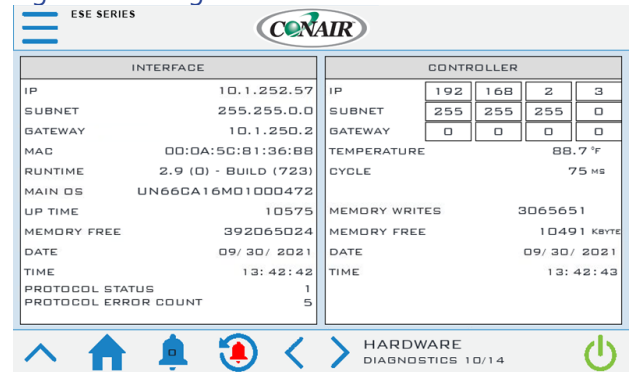 ESE SERIES
CONAIR
INTERFACE
IP 10.1.252.57
SUBNET 255.255.0.0
GATEWAY 10.1.250.2
MAC 00:0A:5C:81:36:B8
RUNTIME 2.9 (0) - BUILD (723)
MAIN OS UN66CA16M01000472
UP TIME 10575
MEMORY FREE 392065024
DATE 09/30/2021
TIME 13:42:42
PROTOCOL STATUS 1
PROTOCOL ERROR COUNT 5
CONTROLLER
IP 192 168 2 3
SUBNET 255 255 255 0
GATEWAY 0 0 0 0
TEMPERATURE 88.7 °F
CYCLE 75 MS
MEMORY WRITES 3065651
MEMORY FREE 10491 KBYTE
DATE 09/30/2021
TIME 13:42:43
0
HARDWARE
DIAGNOSTICS 10/14